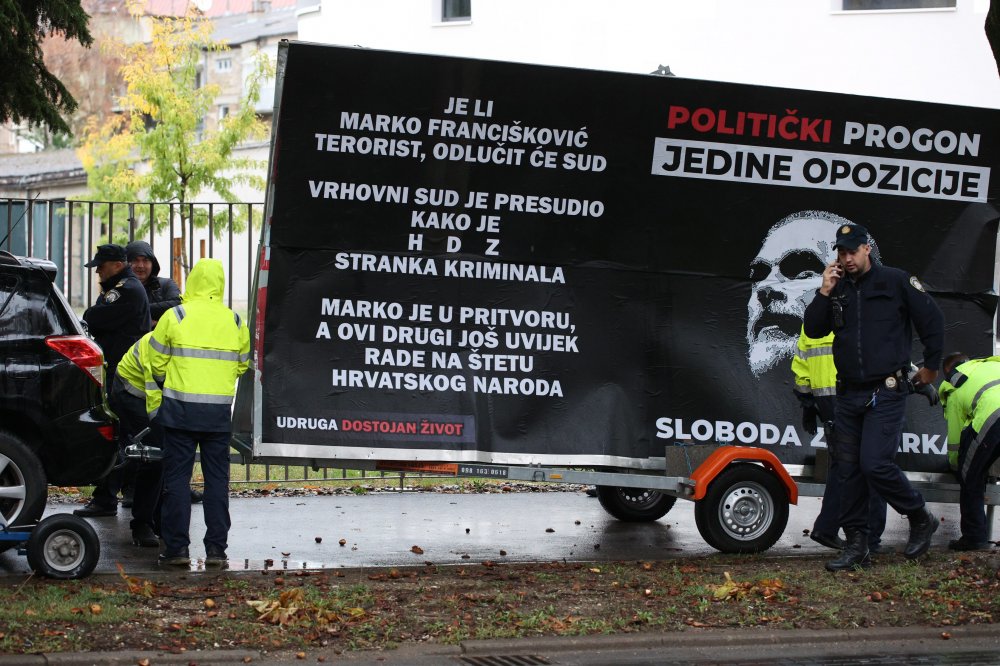 JE LI
MARKO FRANCIŠKOVIĆ
TERORIST, ODLUČIT ĆE SUD
VRHOVNI SUD JE PRESUDIO
KAKO JE
H D Z
STRANKA KRIMINALA
MARKO JE U PRITVORU,
A OVI DRUGI JOŠ UVIJEK
RADE NA ŠTETU
HRVATSKOG NARODA
UDRUGA DOSTOJAN ŽIVOT
POLITIČKI PROGON
JEDINE OPOZICIJE
SLOBODA